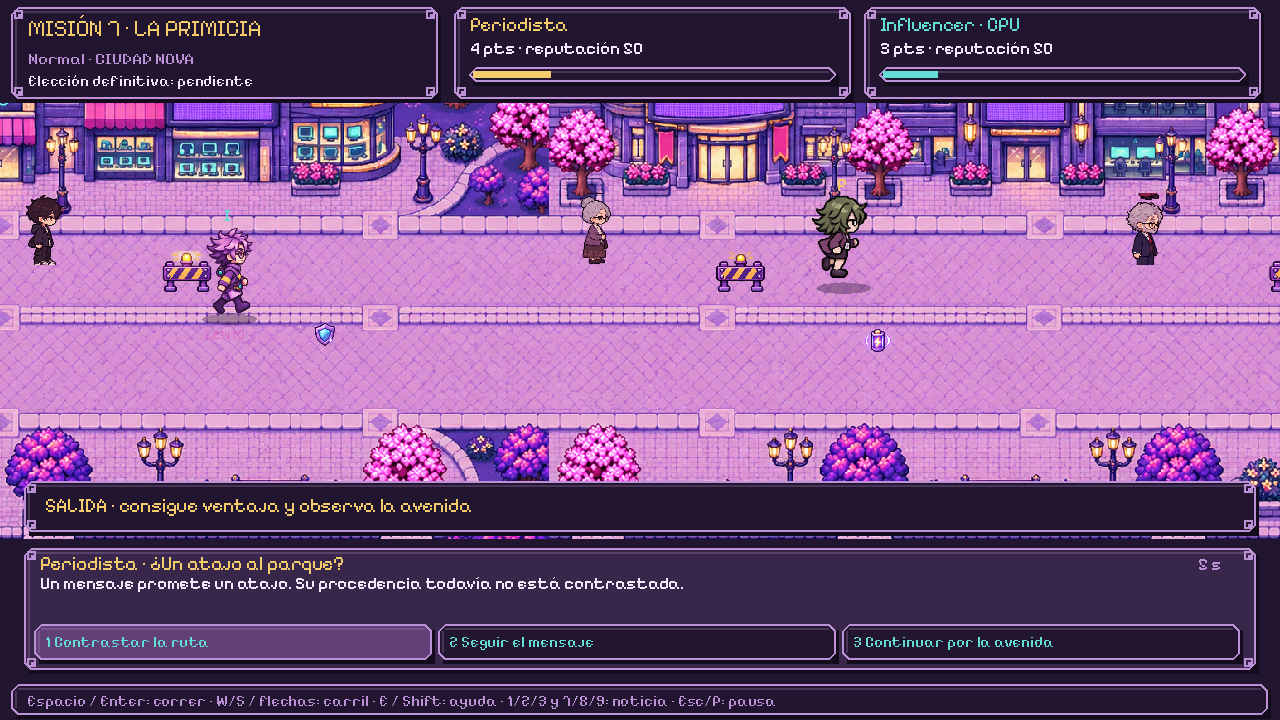 MISIÓN 7 · LA PRIMICIA
Normal · CIUDAD NOVA
Elección definitiva: pendiente
Periodista
4 pts · reputación 80
Influencer · CPU
3 pts · reputación 80
SALIDA · consigue ventaja y observa la avenida
Periodista · ¿Un atajo al parque?
8 s
Un mensaje promete un atajo. Su procedencia todavía no está contrastada.
1 Contrastar la ruta
2 Seguir el mensaje
3 Continuar por la avenida
Espacio / Enter: correr · W/S / flechas: carril · E / Shift: ayuda · 1/2/3 y 7/8/9: noticia · Esc/P: pausa